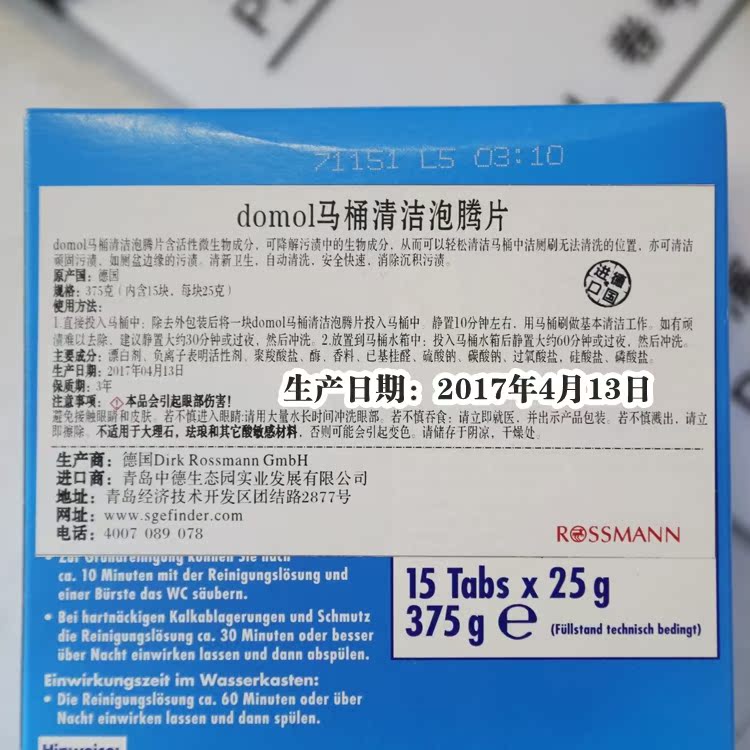 71151 L5 03:10
domol马桶清洁泡腾片
domol马桶清洁泡腾片含活性微生物成分，可降解污渍中的生物成分，从而可以轻松清洁马桶中洁厕刷无法清洗的位置，亦可清洁
顽固污渍，如厕盆边缘的污渍。清新卫生，自动清洗，安全快速，消除沉积污渍。
原产国：德国
规格：375克（内含15块，每块25克）
进口
德国
使用方法：
1.直接投入马桶中：除去外包装后将一块domol马桶清洁泡腾片投入马桶中，静置10分钟左右，用马桶刷做基本清洁工作。如有顽
渍难以去除，建议静置大约30分钟或过夜，然后冲洗。2.放置到马桶水箱中：投入马桶水箱后静置大约60分钟或过夜，然后冲洗。
主要成分：漂白剂、负离子表明活性剂、聚羧酸盐、酶、香料、已基桂醛、硫酸钠、碳酸钠、过氧酸盐、硅酸盐、磷酸盐。
生产日期：2017年04月13日
保质期：3年
生产日期：2017年4月13日
注意事项：本品会引起眼部伤害！
避免接触眼睛和皮肤。若不慎进入眼睛:请用大量水长时间冲洗眼部。若不慎吞食：请立即就医，并出示产品包装。若不慎溅出，请立
即擦除。不适用于大理石，珐琅和其它酸敏感材料，否则可能会引起变色。请储存于阴凉，干燥处。
生产商：德国Dirk Rossmann GmbH
进口商：青岛中德生态园实业发展有限公司
地址：青岛经济技术开发区团结路2877号
网址：www.sgefinder.com
电话：4007 089 078
ROSSMANN
• Zur Grundreinigung können Sie nach
ca. 10 Minuten mit der Reinigungslösung und
einer Bürste das WC säubern.
• Bei hartnäckigen Kalkablagerungen und Schmutz
die Reinigungslösung ca. 30 Minuten oder besser
über Nacht einwirken lassen und dann abspülen.
Einwirkungszeit im Wasserkasten:
• Die Reinigungslösung ca. 60 Minuten oder über
Nacht einwirken lassen und dann spülen.
Hinweise:
15 Tabs x 25 g
375 g e (Füllstand technisch bedingt)